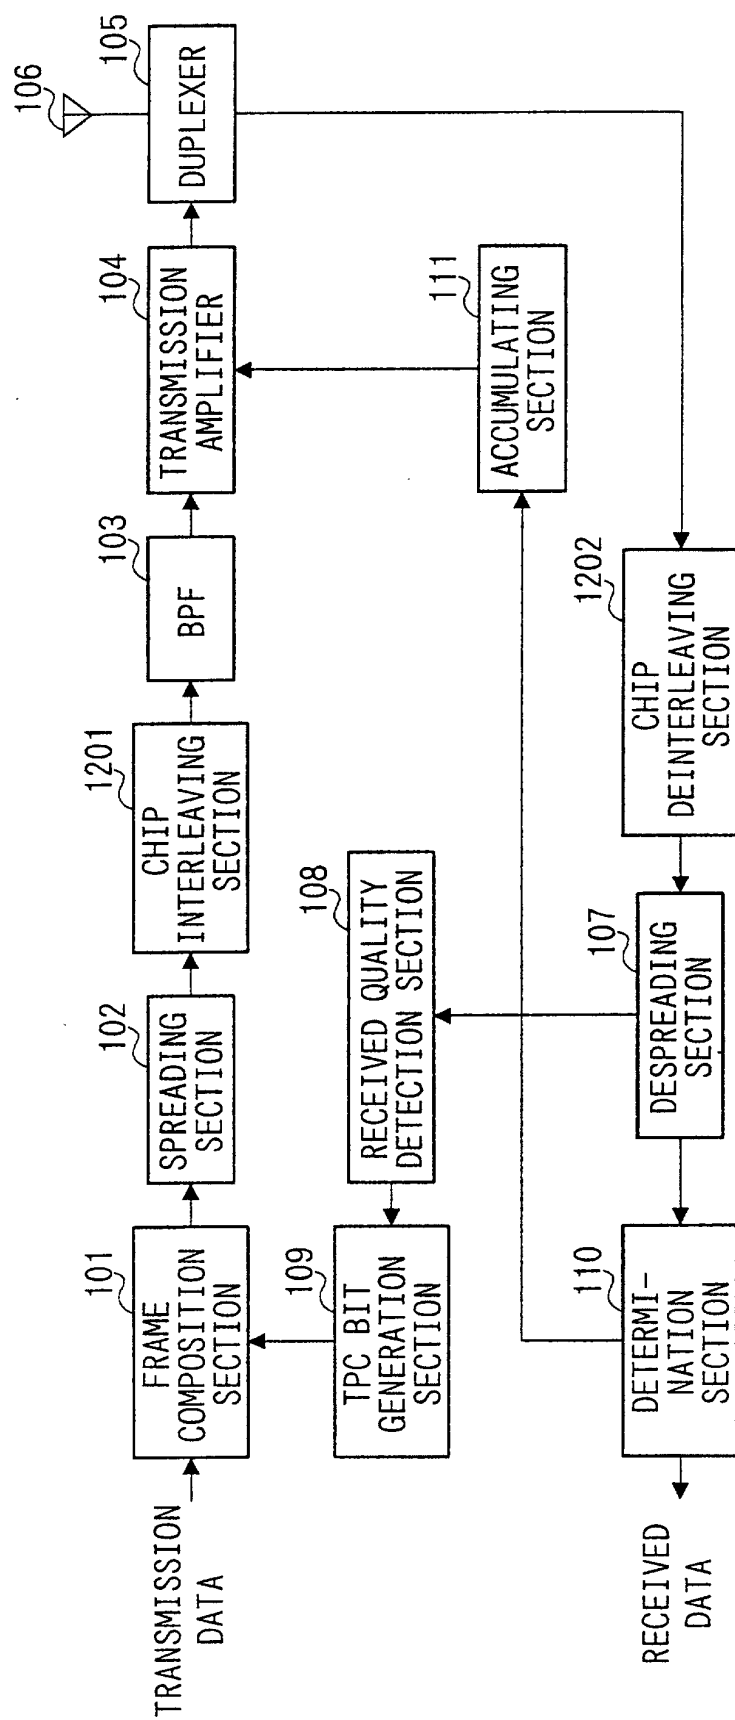 106
105
DUPLEXER
104
TRANSMISSION
AMPLIFIER
103
BPF
1201
CHIP
INTERLEAVING
SECTION
102
SPREADING
SECTION
101
FRAME
COMPOSITION
SECTION
TRANSMISSION
DATA
111
ACCUMULATING
SECTION
108
RECEIVED QUALITY
DETECTION SECTION
109
TPC BIT
GENERATION
SECTION
1202
CHIP
DEINTERLEAVING
SECTION
107
DESPREADING
SECTION
110
DETERMI-
NATION
SECTION
RECEIVED
DATA